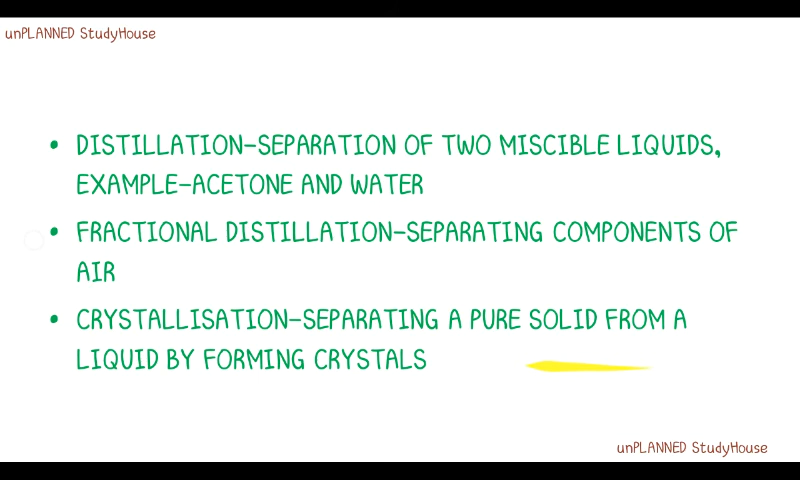 unPLANNED StudyHouse
• DISTILLATION-SEPARATION OF TWO MISCIBLE LIQUIDS,
EXAMPLE-ACETONE AND WATER
• FRACTIONAL DISTILLATION-SEPARATING COMPONENTS OF
AIR
• CRYSTALLISATION-SEPARATING A PURE SOLID FROM A
LIQUID BY FORMING CRYSTALS
unPLANNED StudyHouse